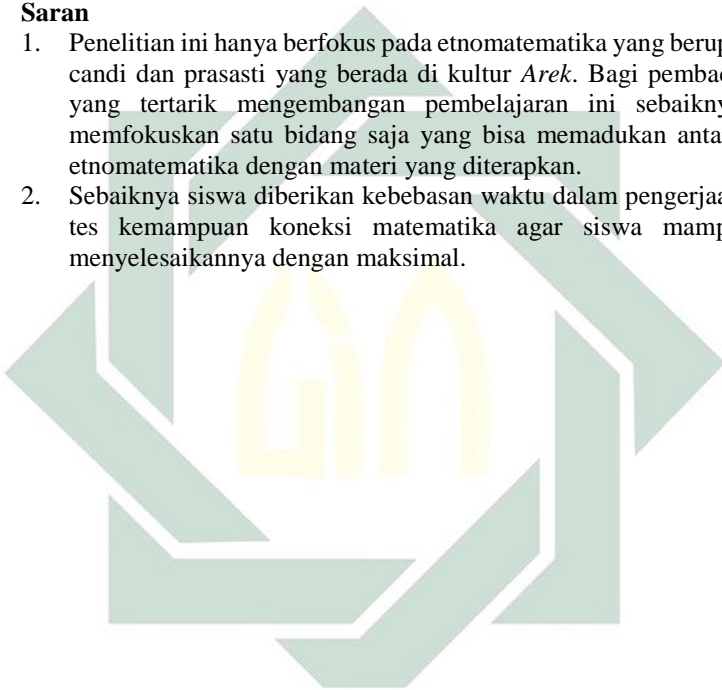 Saran
1. Penelitian ini hanya berfokus pada etnomatematika yang berup
candi dan prasasti yang berada di kultur Arek. Bagi pembac
yang tertarik mengembangan pembelajaran ini sebaikny
memfokuskan satu bidang saja yang bisa memadukan anta
etnomatematika dengan materi yang diterapkan.
2. Sebaiknya siswa diberikan kebebasan waktu dalam pengerjaa
tes kemampuan koneksi matematika agar siswa mamp
menyelesaikannya dengan maksimal.